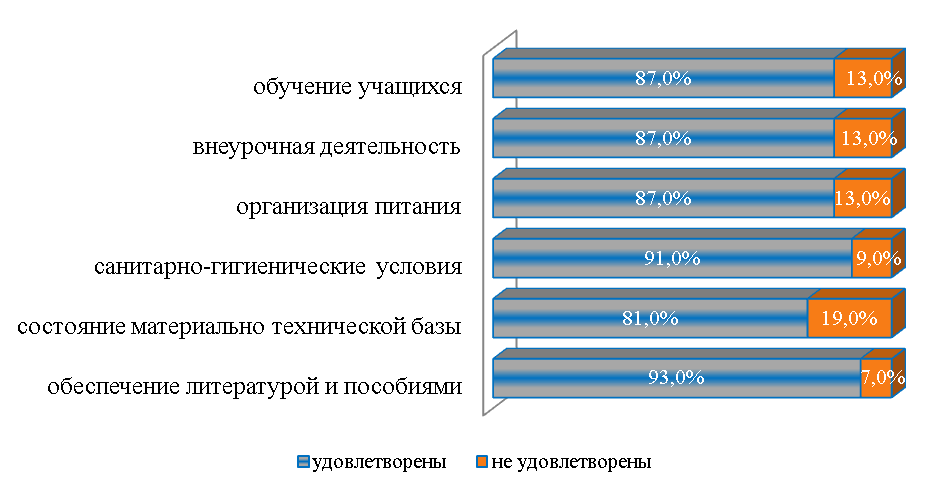 обучение учащихся 87,0% 13,0%
внеурочная деятельность 87,0% 13,0%
организация питания 87,0% 13,0%
санитарно-гигиенические условия 91,0% 9,0%
состояние материально технической базы 81,0% 19,0%
обеспечение литературой и пособиями 93,0% 7,0%
удовлетворены не удовлетворены